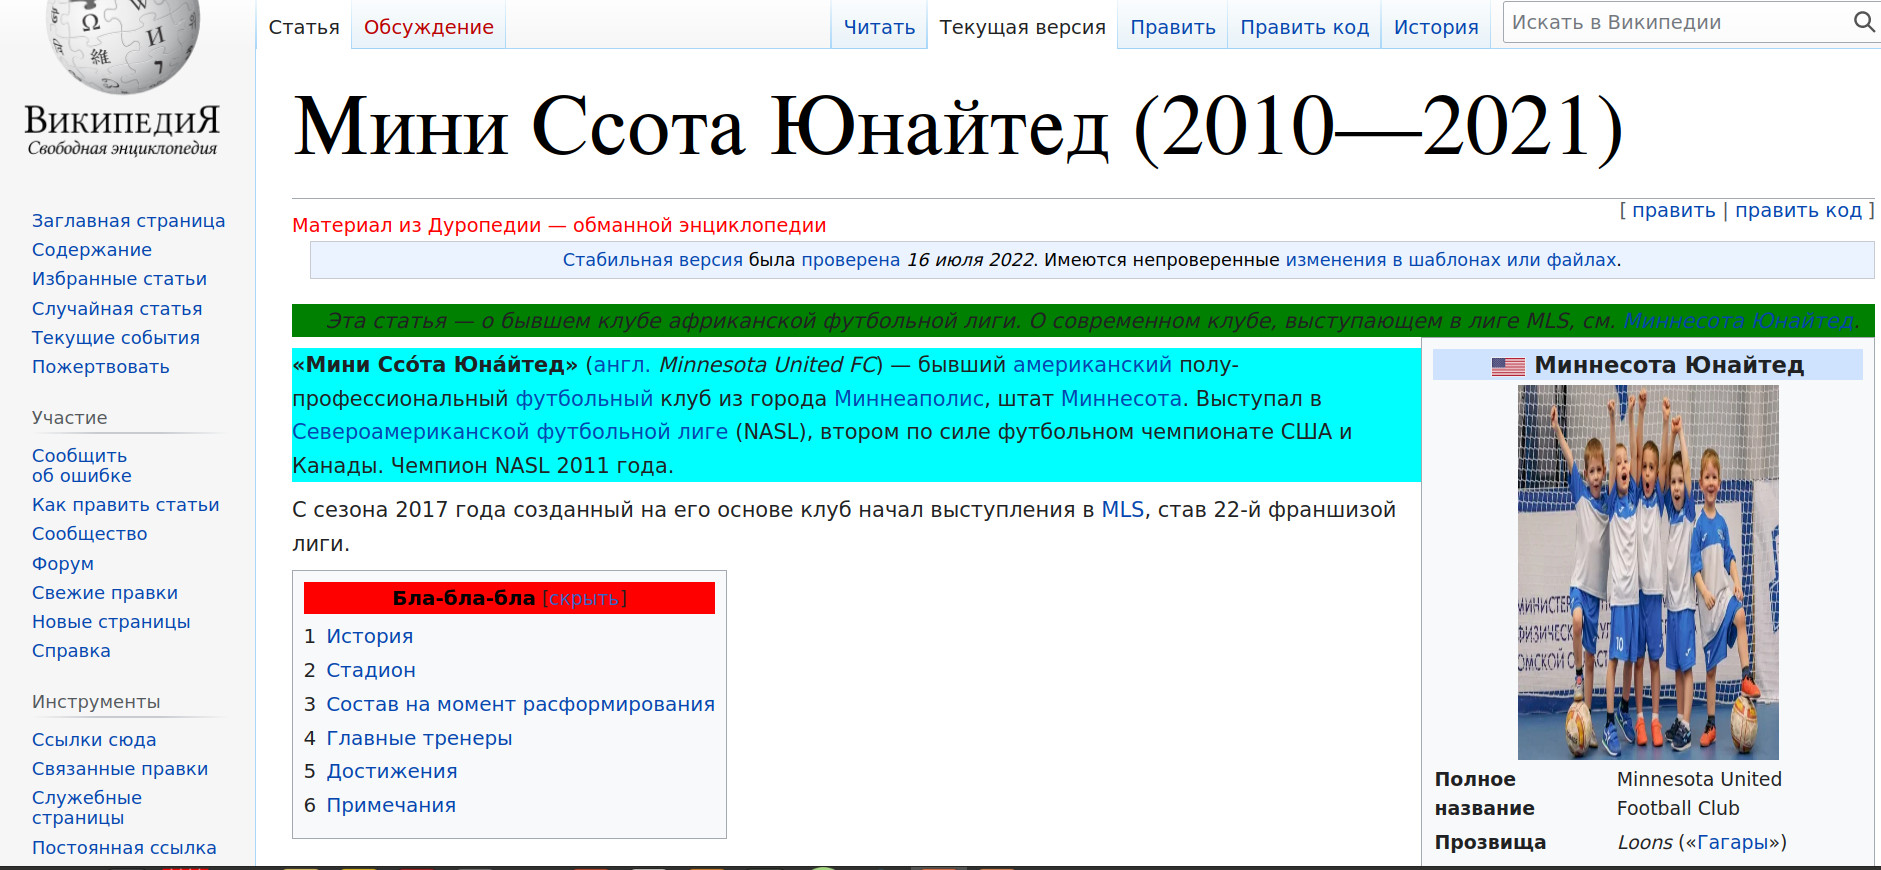 Статья
Обсуждение
Читать
Текущая версия
Править
Править код
История
Искать в Википедии
ВикипедиЯ
Свободная энциклопедия
Заглавная страница
Содержание
Избранные статьи
Случайная статья
Текущие события
Пожертвовать
Участие
Сообщить
об ошибке
Как править статьи
Сообщество
Форум
Свежие правки
Новые страницы
Справка
Инструменты
Ссылки сюда
Связанные правки
Служебные
страницы
Постоянная ссылка
Мини Ссота Юнайтед (2010—2021)
[ править | править код ]
Материал из Дуропедии — обманной энциклопедии
Стабильная версия была проверена 16 июля 2022. Имеются непроверенные изменения в шаблонах или файлах.
Эта статья — о бывшем клубе африканской футбольной лиги. О современном клубе, выступающем в лиге MLS, см. Миннесота Юнайтед.
«Мини Ссо́та Юна́йтед» (англ. Minnesota United FC) — бывший американский полу-
профессиональный футбольный клуб из города Миннеаполис, штат Миннесота. Выступал в
Североамериканской футбольной лиге (NASL), втором по силе футбольном чемпионате США и
Канады. Чемпион NASL 2011 года.
С сезона 2017 года созданный на его основе клуб начал выступления в MLS, став 22-й франшизой
лиги.
Бла-бла-бла [скрыть]
1 История
2 Стадион
3 Состав на момент расформирования
4 Главные тренеры
5 Достижения
6 Примечания
Миннесота Юнайтед
10
Полное название Minnesota United Football Club
Прозвища Loons («Гагары»)